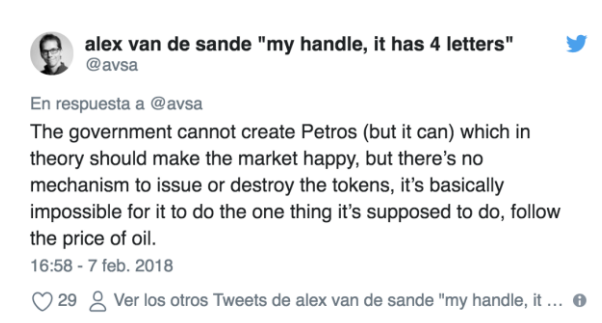 alex van de sande "my handle, it has 4 letters"
@avsa
En respuesta a @avsa
The government cannot create Petros (but it can) which in
theory should make the market happy, but there's no
mechanism to issue or destroy the tokens, it's basically
impossible for it to do the one thing it's supposed to do, follow
the price of oil.
16:58 - 7 feb. 2018
29 Ver los otros Tweets de alex van de sande "my handle, it ...